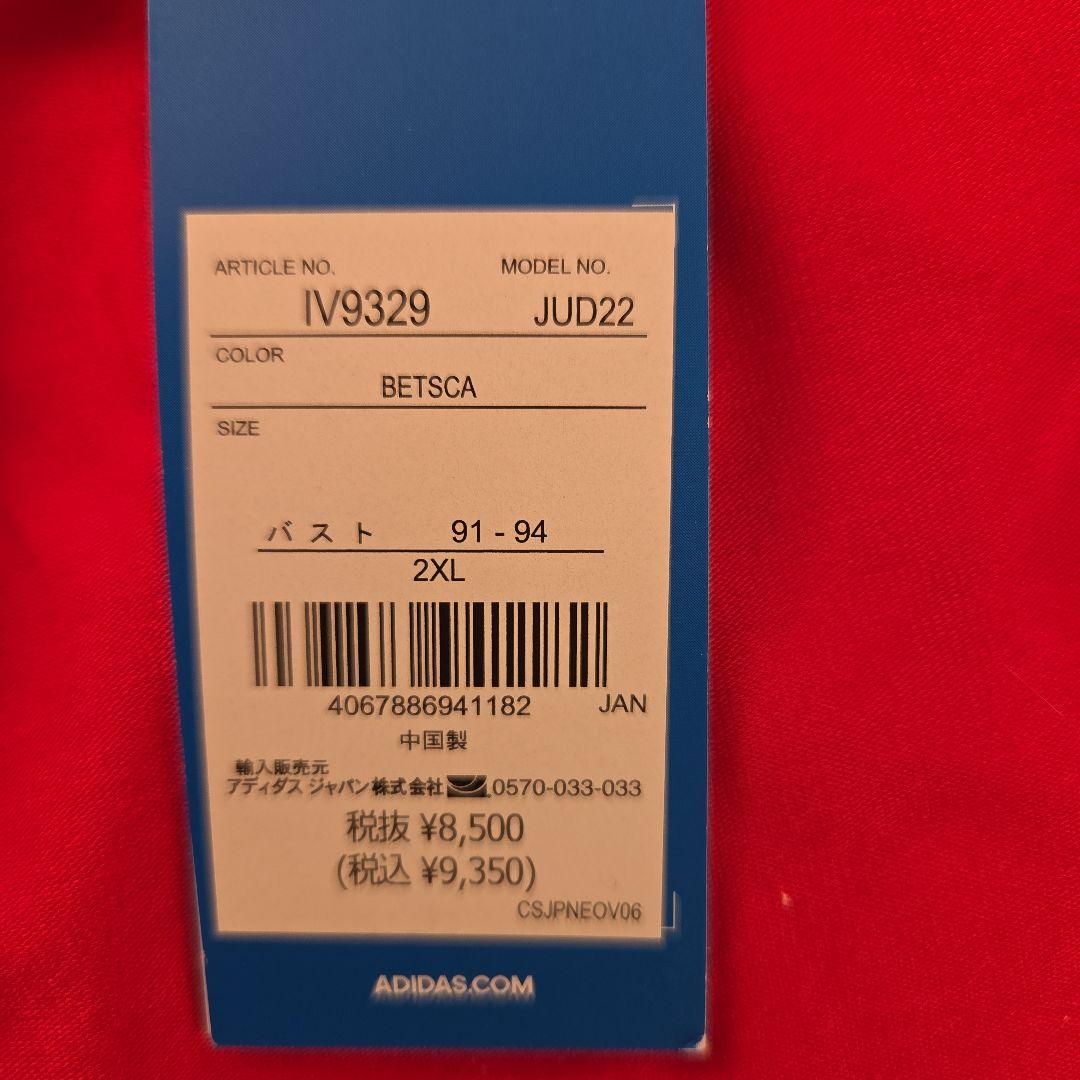 ARTICLE NO. MODEL NO.
IV9329 JUD22
COLOR
BETSCA
SIZE
バスト 91 - 94
2XL
4067886941182 JAN
中国製
輸入販売元
アディダス ジャパン株式会社 0570-033-033
税抜 ¥8,500
(税込 ¥9,350)
CSJPNEOV06
ADIDAS.COM